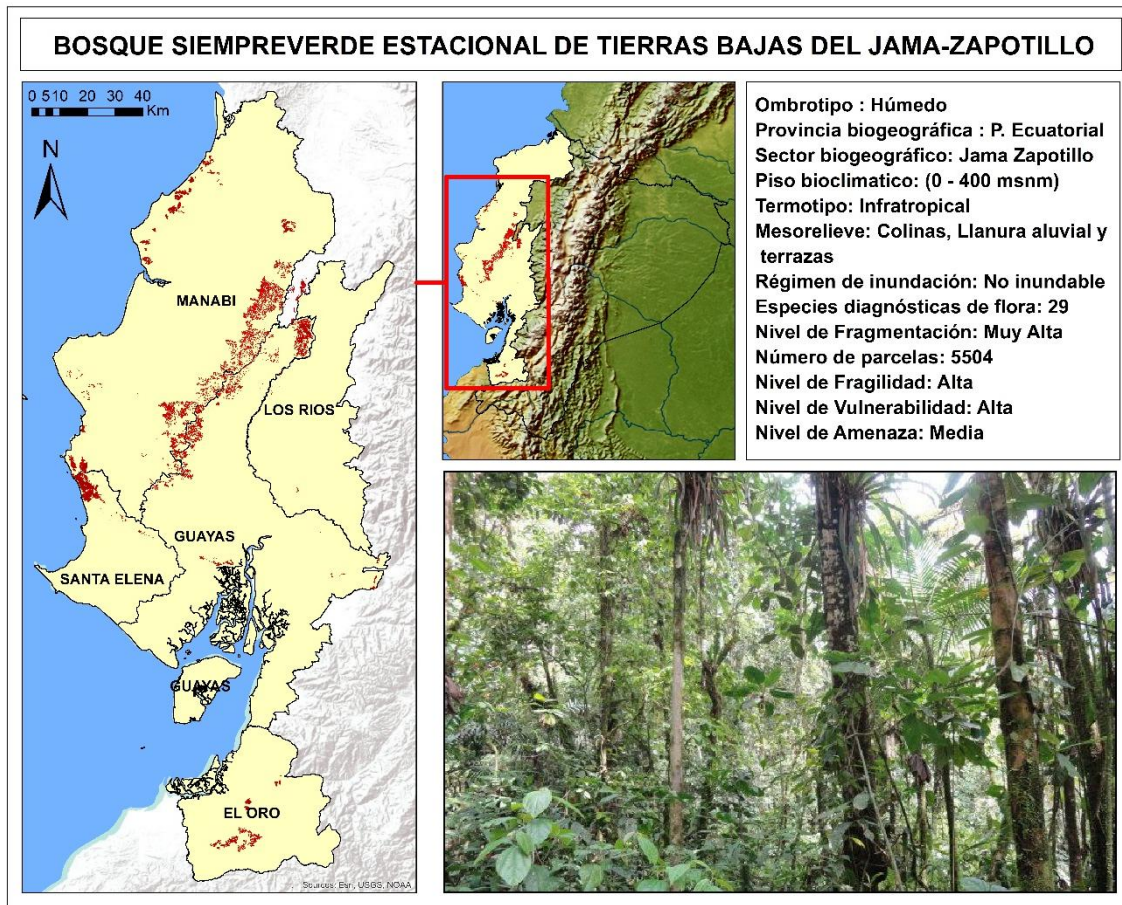 BOSQUE SIEMPREVERDE ESTACIONAL DE TIERRAS BAJAS DEL JAMA-ZAPOTILLO
0 5 10 20 30 40
Km
N
MANABI
LOS RIOS
GUAYAS
SANTA ELENA
GUAYAS
EL ORO
Sources: Esri, USGS, NOAA
Ombrotipo : Húmedo
Provincia biogeográfica : P. Ecuatorial
Sector biogeográfico: Jama Zapotillo
Piso bioclimatico: (0 - 400 msnm)
Termotipo: Infratropical
Mesorelieve: Colinas, Llanura aluvial y
terrazas
Régimen de inundación: No inundable
Especies diagnósticas de flora: 29
Nivel de Fragmentación: Muy Alta
Número de parcelas: 5504
Nivel de Fragilidad: Alta
Nivel de Vulnerabilidad: Alta
Nivel de Amenaza: Media